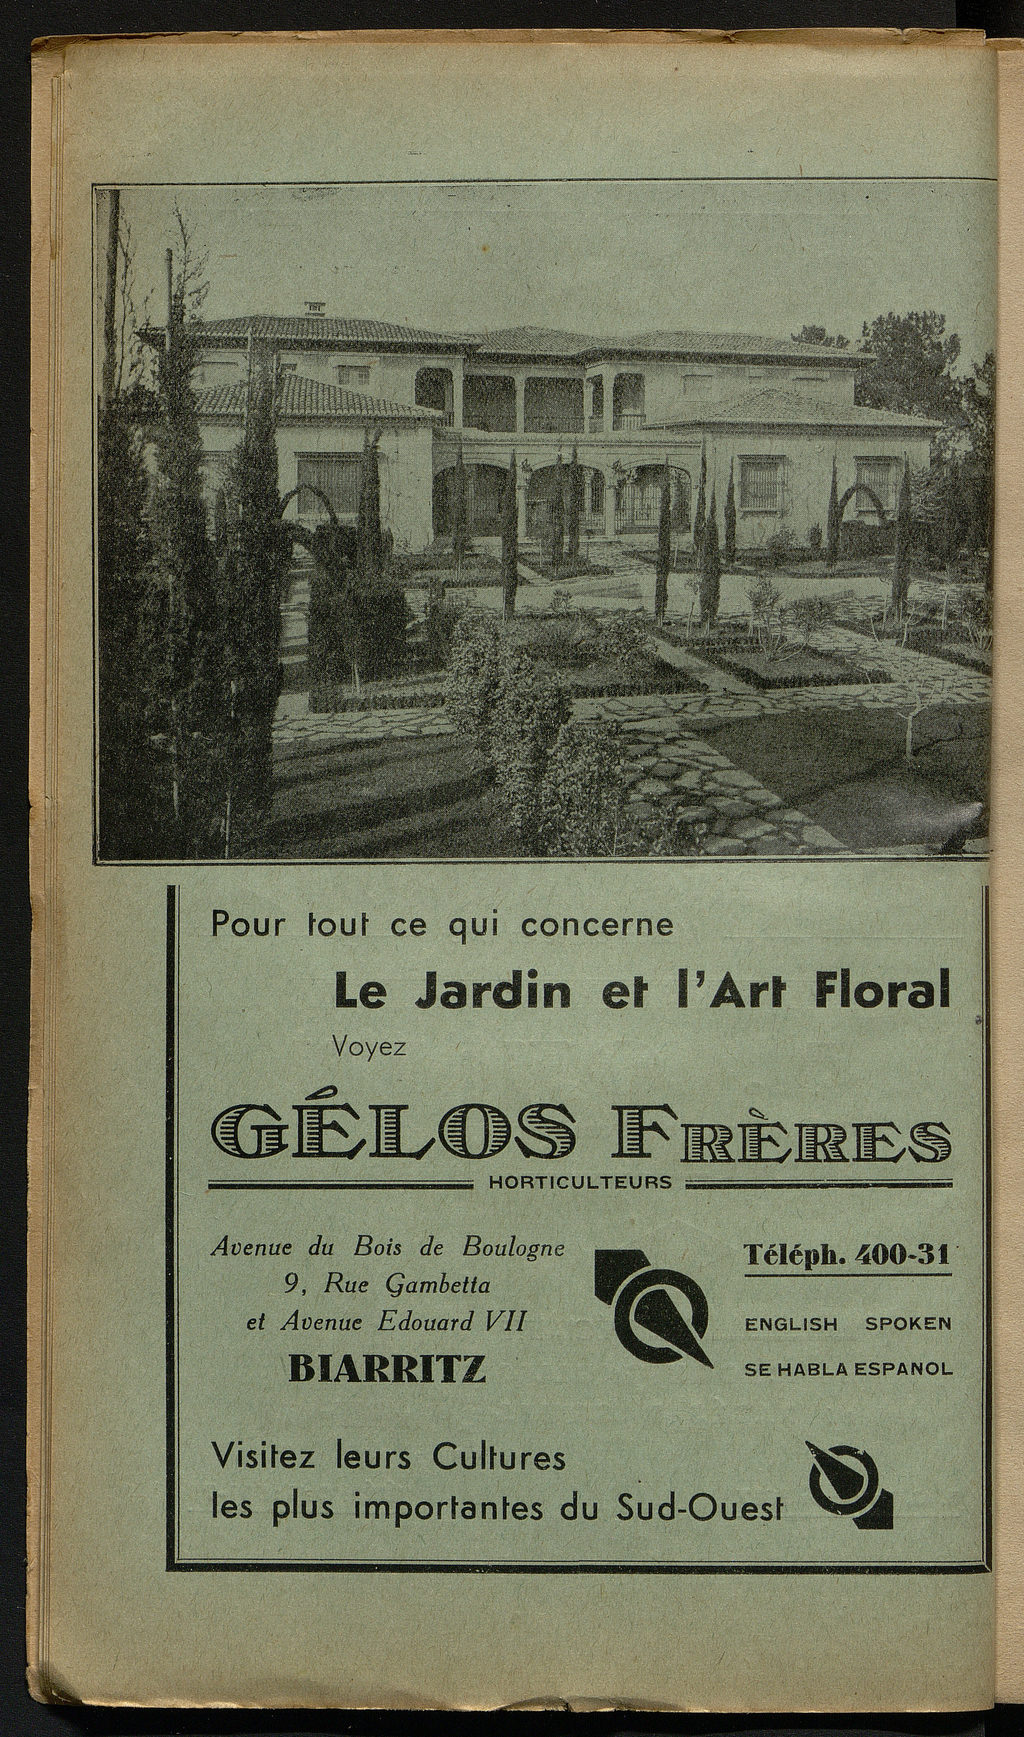 Pour tout ce qui concerne
Le Jardin et l'Art Floral
Voyez
GÉLOS FRÈRES
HORTICULTEURS
Avenue du Bois de Boulogne
9, Rue Gambetta
et Avenue Edouard VII
BIARRITZ
Téléph. 400-31
ENGLISH SPOKEN
SE HABLA ESPANOL
Visitez leurs Cultures
les plus importantes du Sud-Ouest